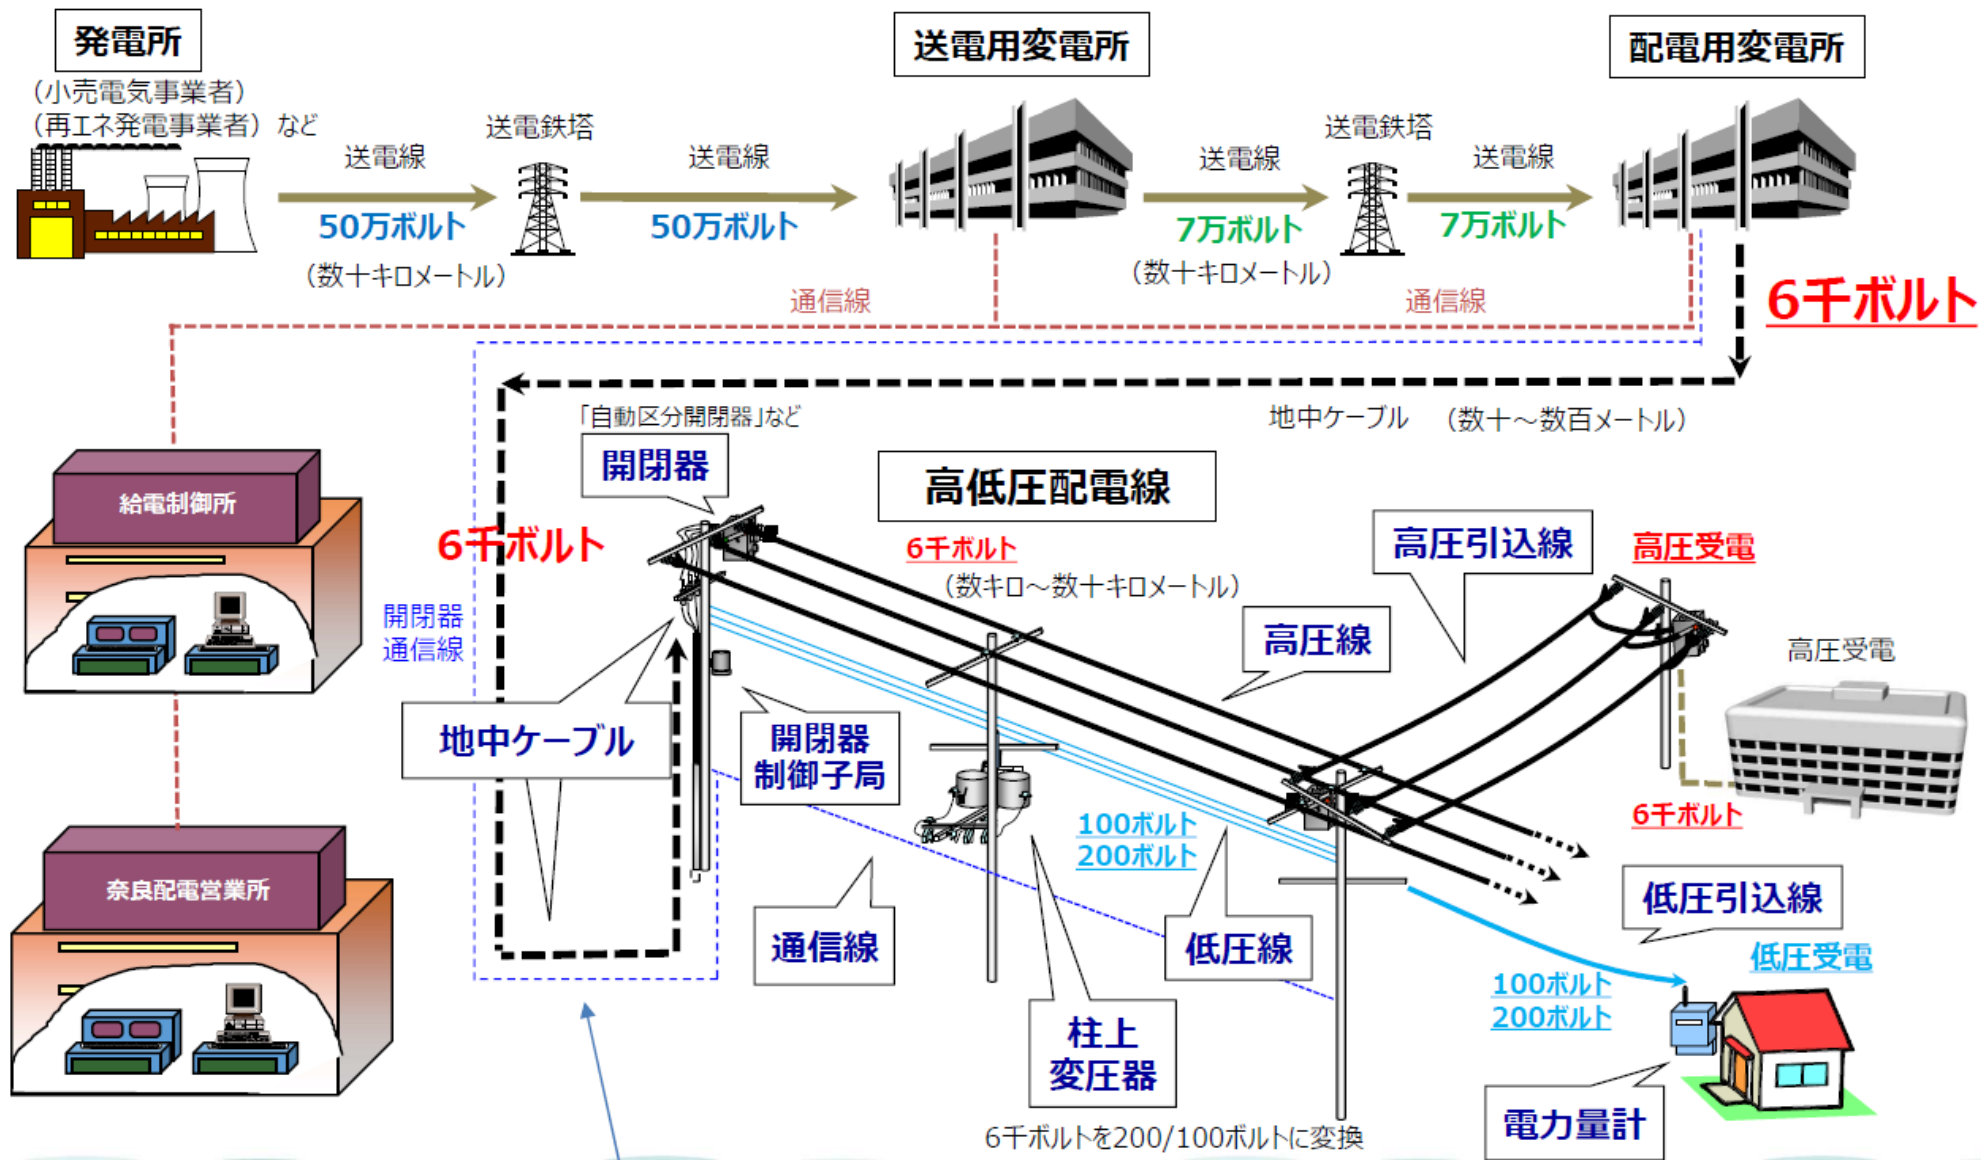 発電所
(小売電気事業者)
(再エネ発電事業者)など
送電線
50万ボルト
(数十キロメートル)
送電鉄塔
送電線
50万ボルト
送電用変電所
送電線
7万ボルト
(数十キロメートル)
送電鉄塔
送電線
7万ボルト
配電用変電所
通信線
通信線
6千ボルト
地中ケーブル (数十～数百メートル)
「自動区分開閉器」など
開閉器
高低圧配電線
6千ボルト
6千ボルト
(数キロ～数十キロメートル)
高圧引込線
高圧受電
高圧受電
給電制御所
開閉器
通信線
高圧線
地中ケーブル
開閉器
制御子局
100ボルト
200ボルト
6千ボルト
奈良配電営業所
通信線
低圧線
低圧引込線
低圧受電
100ボルト
200ボルト
柱上
変圧器
電力量計
6千ボルトを200/100ボルトに変換